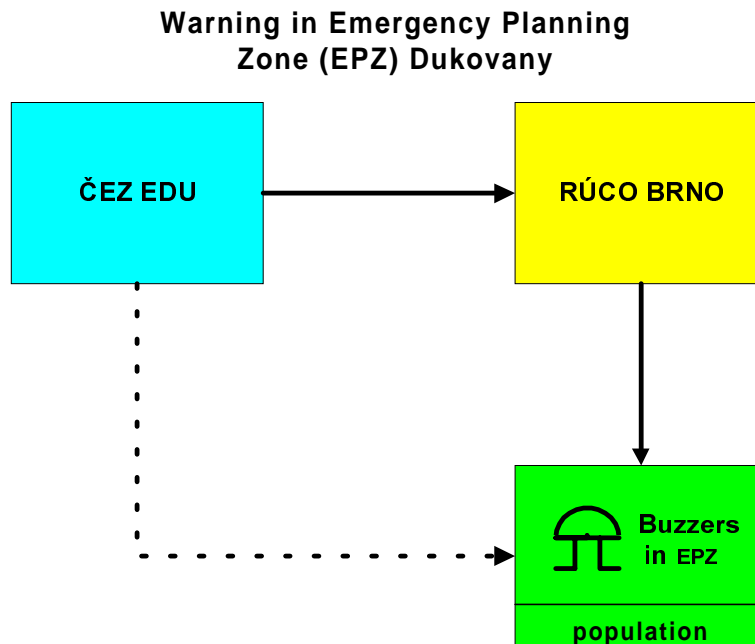 Warning in Emergency Planning
Zone (EPZ) Dukovany
ČEZ EDU
RÚCO BRNO
Buzzers
in EPZ
population